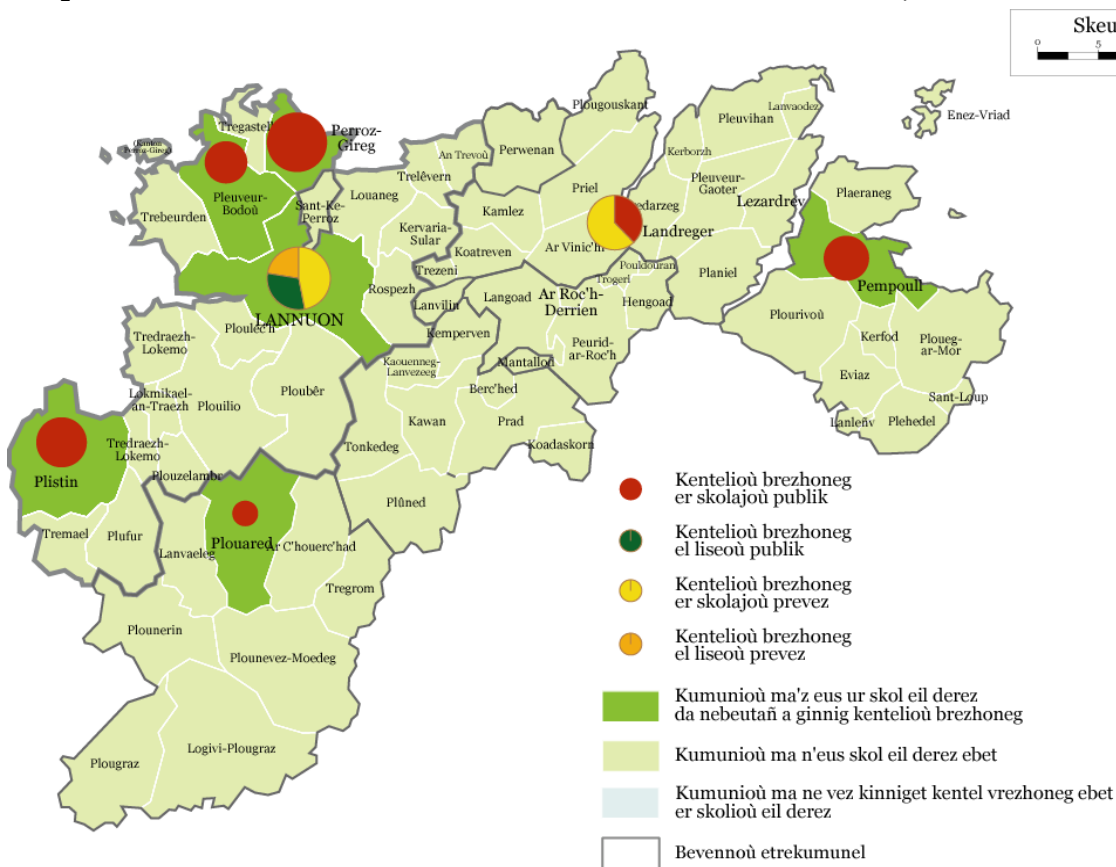 Skeu
0 5
Plougouskant
Lanvaodez
Pleuvihan
Enez-Vriad
Tregastell
Perroz-
Gireg
An Trevoù
Perwenan
Kerborzh
Trelêvern
Louaneg
Priel
Pleuveur-
Gaoter
Plaeraneg
Pleuveur-
Bodoù
Sant-Ke-
Perroz
Trebeurden
Kamlez
Lezardrev
Kervaria-
Sular
Landreger
Ar Vinic'h
Koatreven
Trezeni
Pouldouran
Trogerl
Planiel
Pempoull
Rospezh
Langoad
Ar Roc'h-
Derrien
Hengoad
Lanvilin
Plourivoù
LANNUON
Ploulec'h
Kemperven
Tredraezh-
Lokemo
Kerfod
Ploueg-
ar-Mor
Peurid-
ar-Roc'h
Kaouenneg-
Lanvezeeg
Mantallod
Eviaz
Ploubêr
Berc'hed
Lokmikael-
an-Traezh
Plouilio
Sant-Loup
Kawan
Prad
Lanleñv
Plehedel
Tredraezh-
Lokemo
Tonkedeg
Koadaskorn
Plistin
Plouzelambr
Plûned
Tremael
Plufur
Plouared
Ar C'houerc'had
Lanvaeleg
Tregrom
Plounerin
Plounevez-Moedeg
Logivi-Plougraz
Plougraz
Kentelioù brezhoneg
er skolajoù publik
Kentelioù brezhoneg
el liseoù publik
Kentelioù brezhoneg
er skolajoù prevez
Kentelioù brezhoneg
el liseoù prevez
Kumunioù ma'z eus ur skol eil derez
da nebeutañ a ginnig kentelioù brezhoneg
Kumunioù ma n'eus skol eil derez ebet
Kumunioù ma ne vez kinniget kentel vrezhoneg ebet
er skolioù eil derez
Bevennoù etrekumunel